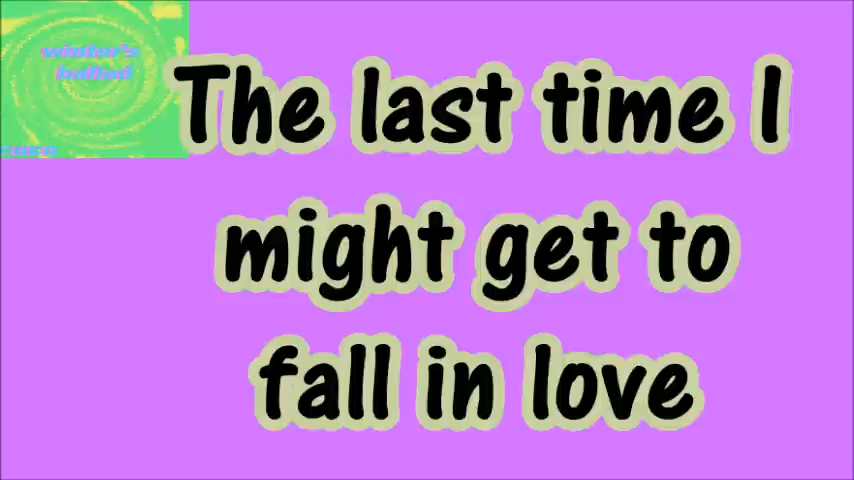 winter's
ballad
The last time I
might get to
fall in love